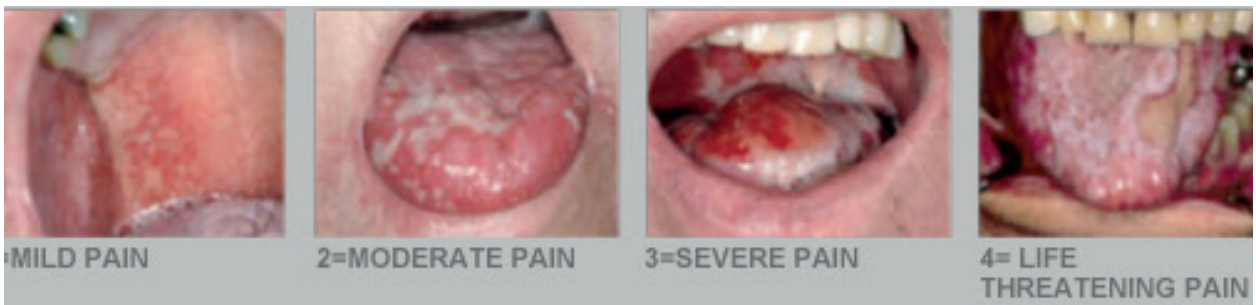 =MILD PAIN
2=MODERATE PAIN
3=SEVERE PAIN
4= LIFE
THREATENING PAIN